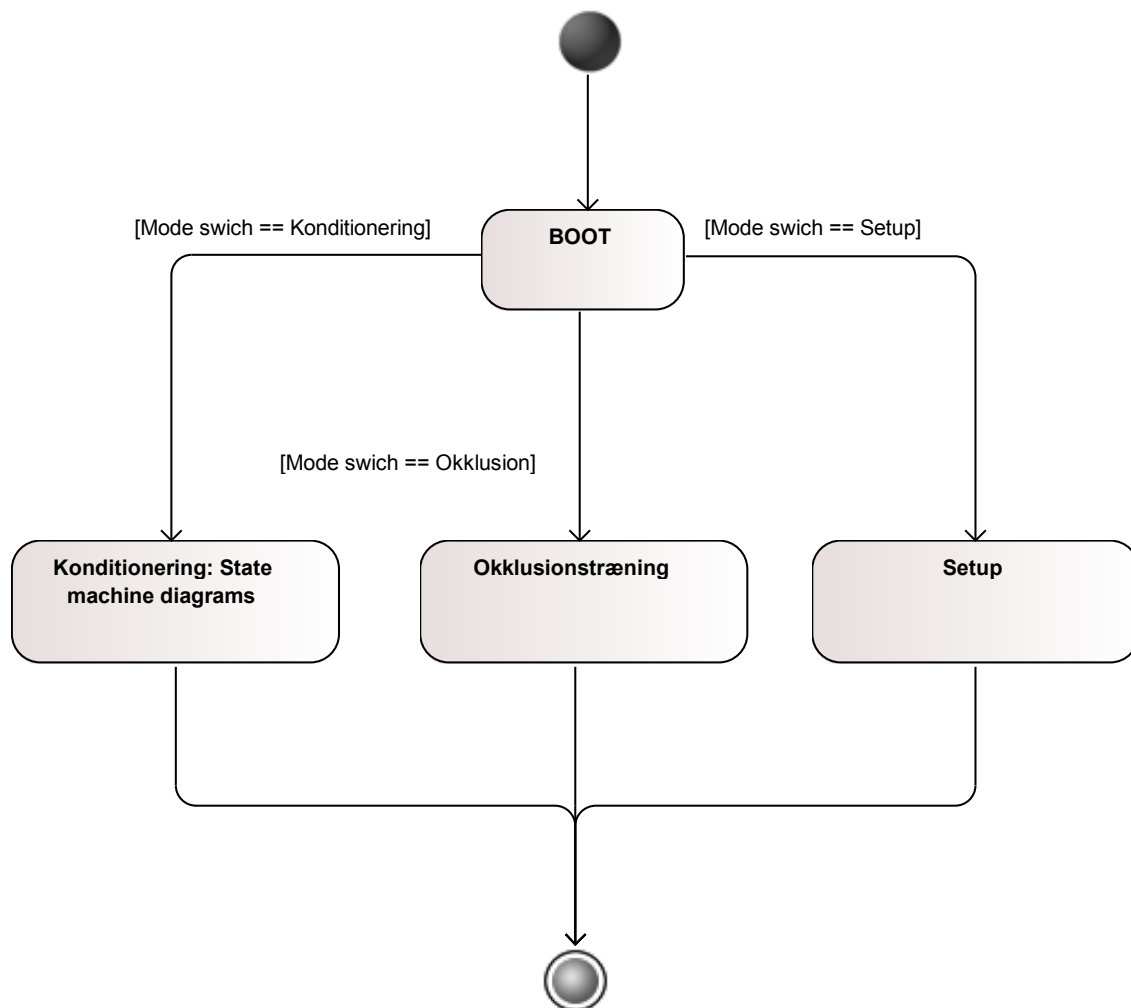 [Mode swich == Konditionering]
BOOT
[Mode swich == Setup]
[Mode swich == Okklusion]
Konditionering: State
machine diagrams
Okklusionstræning
Setup